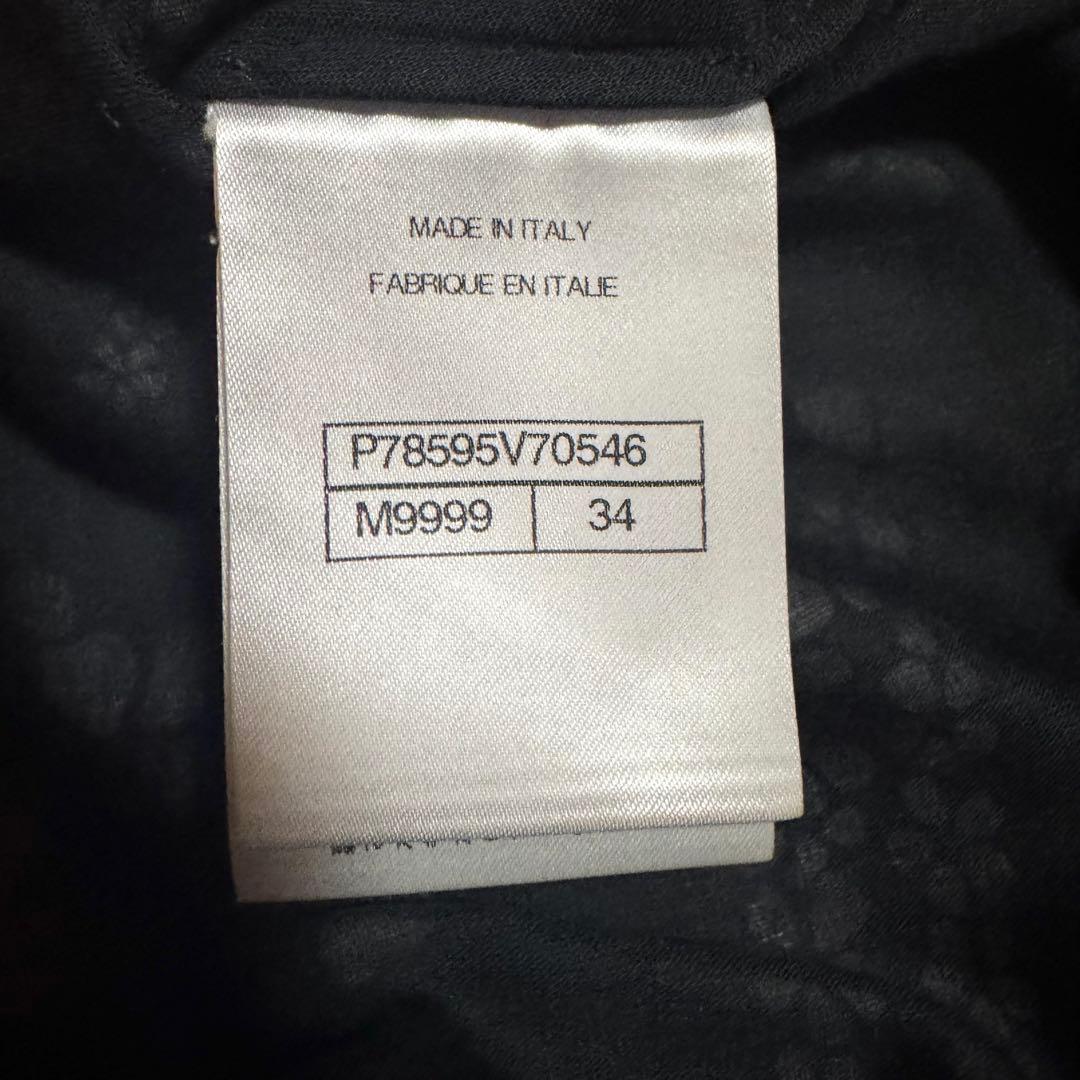 MADE IN ITALY
FABRIQUE EN ITALIE
P78595V70546
M9999 34